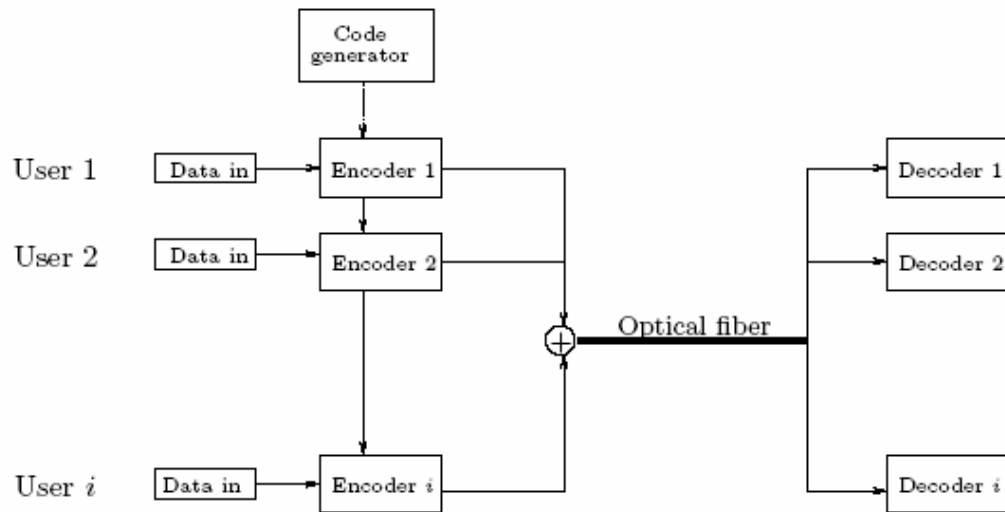 Code
generator
User 1
Data in
Encoder 1
Decoder 1
User 2
Data in
Encoder 2
Decoder 2
Optical fiber
User i
Data in
Encoder i
Decoder i